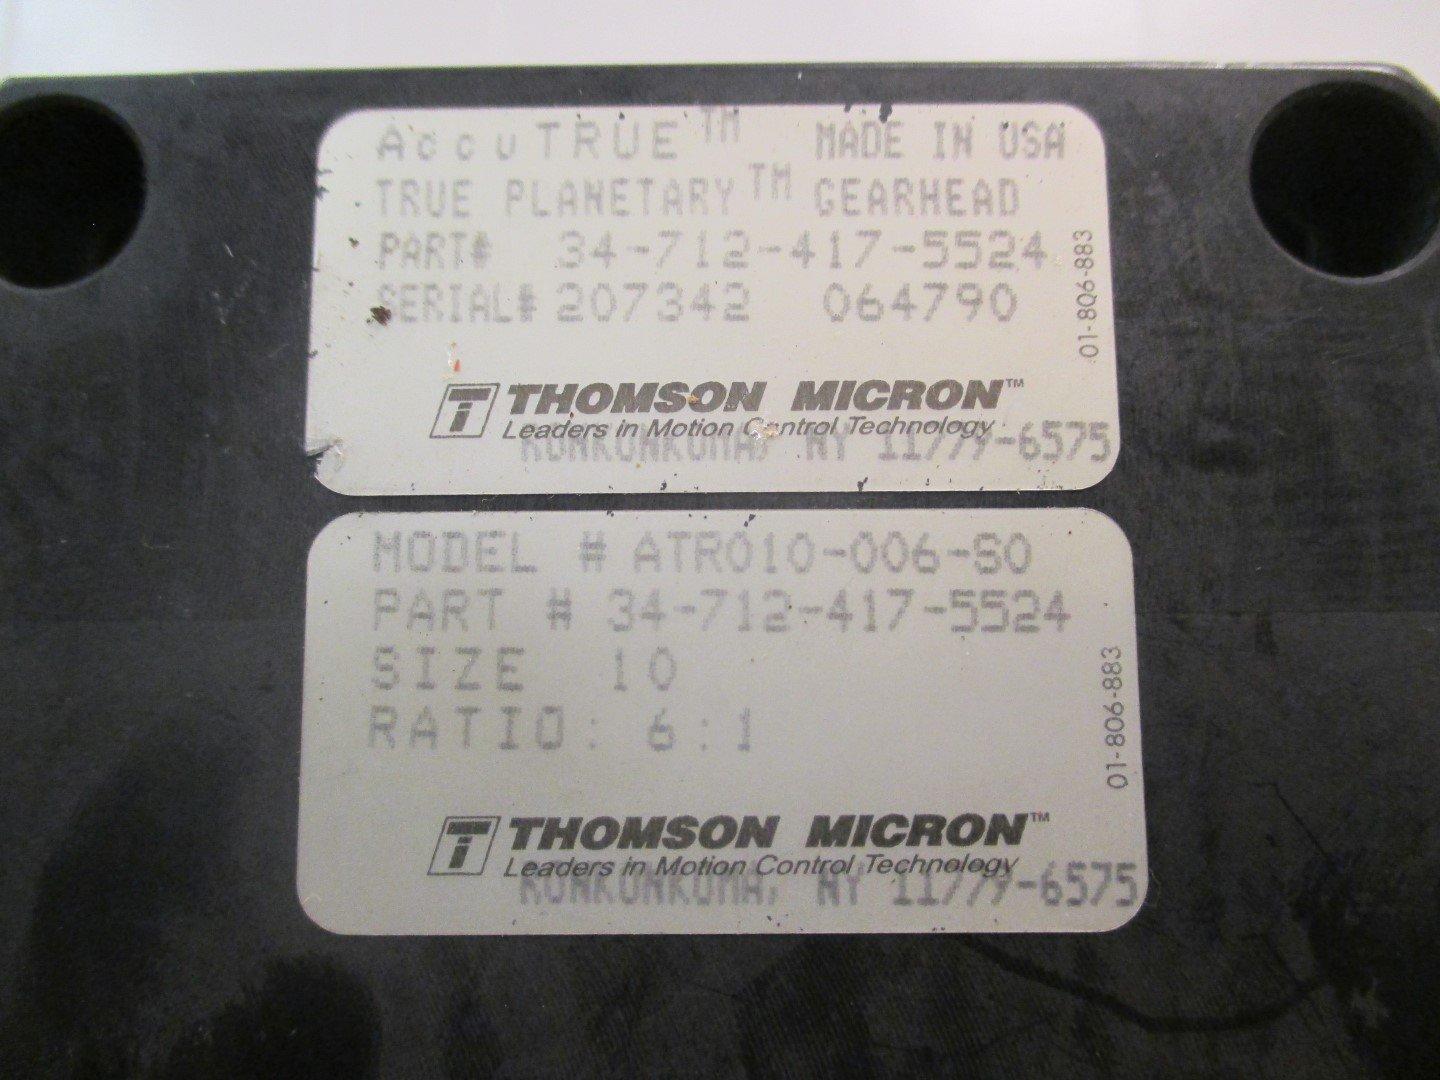 AccuTRUE™ MADE IN USA
TRUE PLANETARY™ GEARHEAD
PART# 34-712-417-5524
SERIAL# 207342 064790
01-806-883
T THOMSON MICRON™
Leaders in Motion Control Technology
RONKONKOMA, NY 11779-6575
MODEL # ATR010-006-S0
PART # 34-712-417-5524
SIZE 10
RATIO: 6:1
01-806-883
T THOMSON MICRON™
Leaders in Motion Control Technology
RONKONKOMA, NY 11779-6575